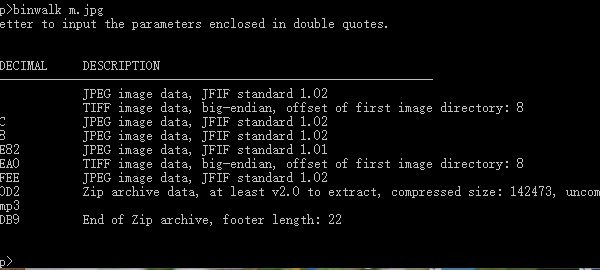 p>binwalk m.jpg
etter to input the parameters enclosed in double quotes.
DECIMAL DESCRIPTION
JPEG image data, JFIF standard 1.02
TIFF image data, big-endian, offset of first image directory: 8
C JPEG image data, JFIF standard 1.02
8 JPEG image data, JFIF standard 1.02
E82 JPEG image data, JFIF standard 1.01
EA0 TIFF image data, big-endian, offset of first image directory: 8
FEE JPEG image data, JFIF standard 1.02
OD2 Zip archive data, at least v2.0 to extract, compressed size: 142473, uncom
mp3
DB9 End of Zip archive, footer length: 22
p>